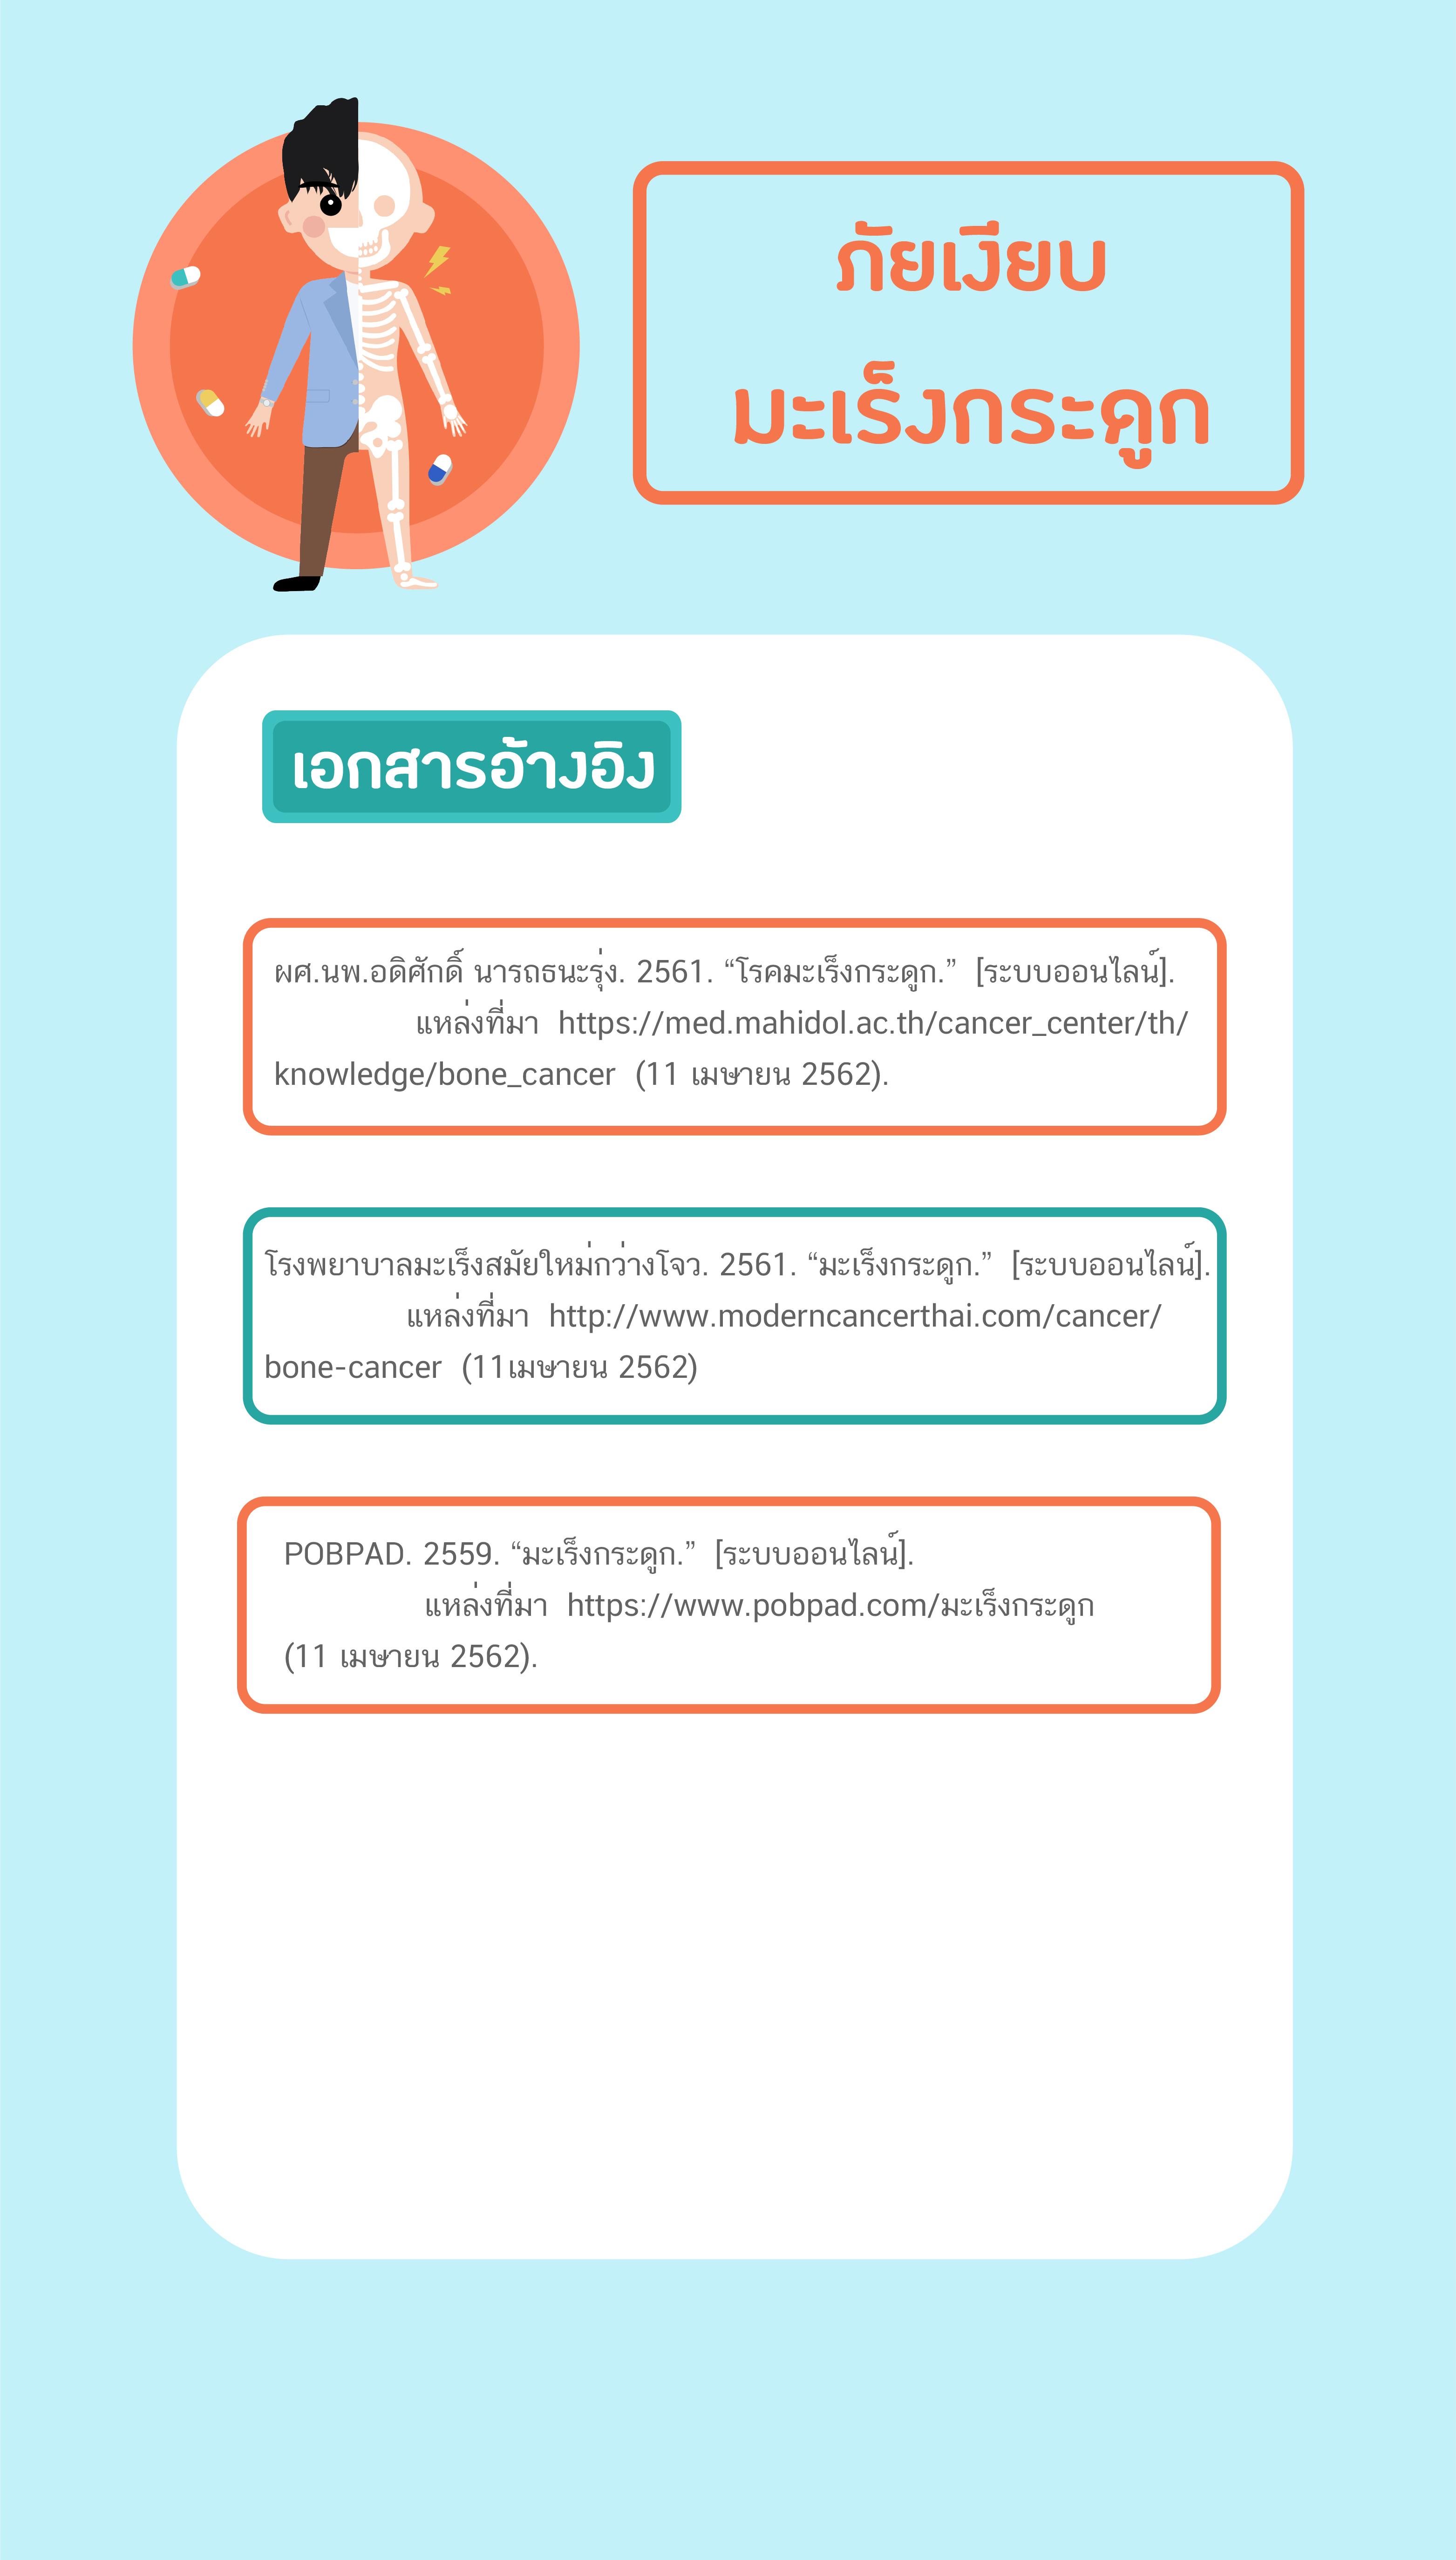 ภัยเงียบ
มะเร็งกระดูก
เอกสารอ้างอิง
ผศ.นพ.อดิศักดิ์ นารถธนะรุ่ง. 2561. “โรคมะเร็งกระดูก.” [ระบบออนไลน์].
แหล่งที่มา https://med.mahidol.ac.th/cancer_center/th/
knowledge/bone_cancer (11 เมษายน 2562).
โรงพยาบาลมะเร็งสมัยใหม่กว่างโจว. 2561. “มะเร็งกระดูก.” [ระบบออนไลน์].
แหล่งที่มา http://www.moderncancerthai.com/cancer/
bone-cancer (11เมษายน 2562)
POBPAD. 2559. “มะเร็งกระดูก.” [ระบบออนไลน์].
แหล่งที่มา https://www.pobpad.com/มะเร็งกระดูก
(11 เมษายน 2562).